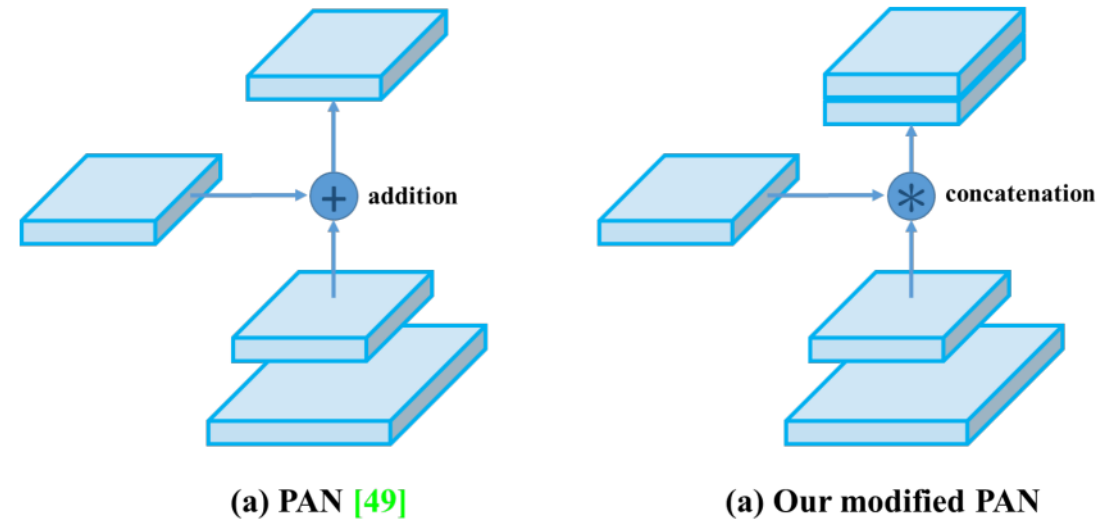 + addition
* concatenation
(a) PAN [49]
(a) Our modified PAN